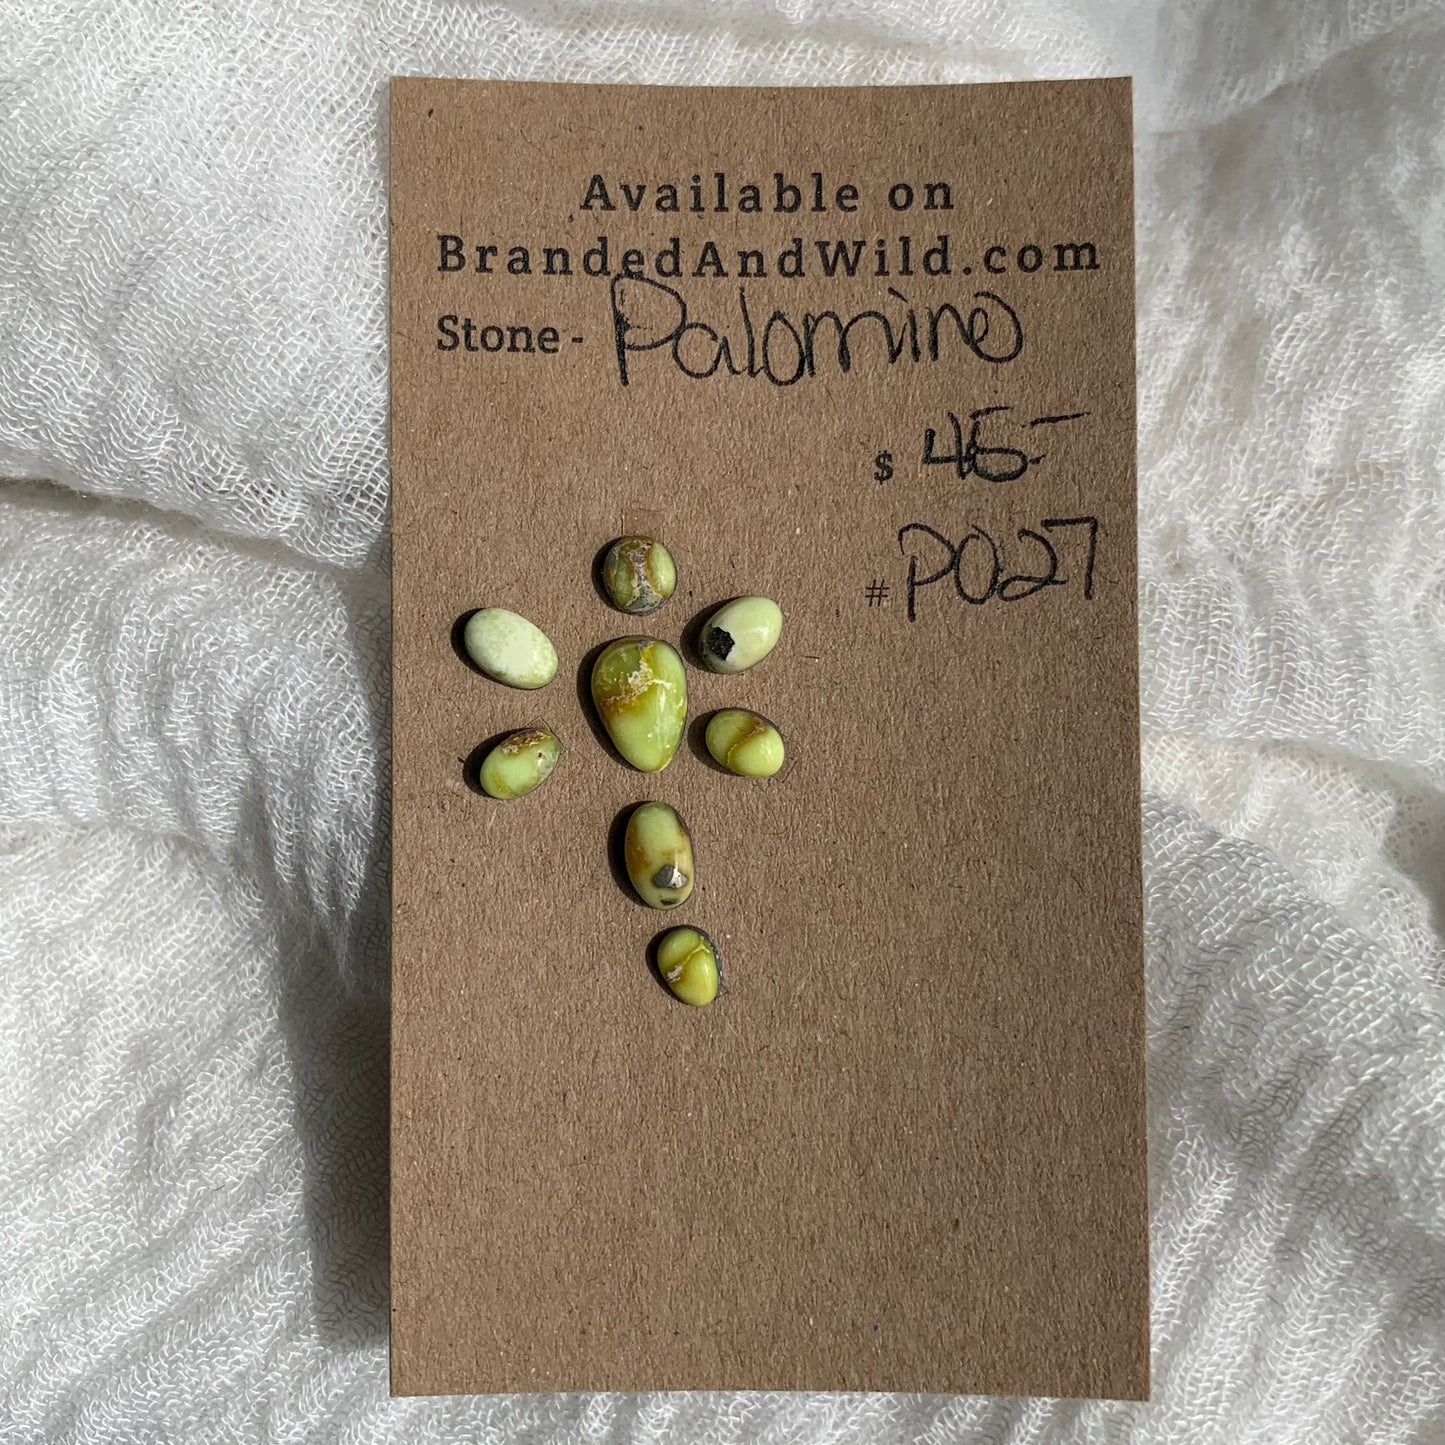 Available on
BrandedAndWild.com
Stone - Palomino
$ 45-
# P027